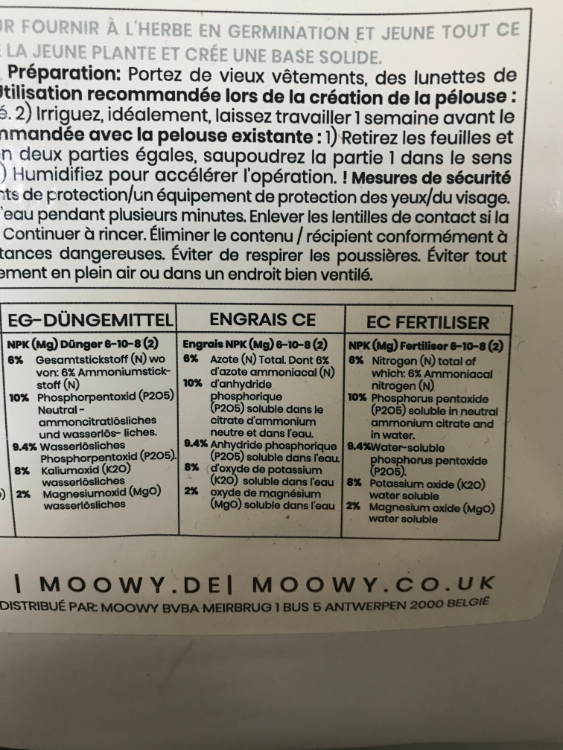 UR FOURNIR À L'HERBE EN GERMINATION ET JEUNE TOUT CE
LA JEUNE PLANTE ET CRÉE UNE BASE SOLIDE.
Préparation: Portez de vieux vêtements, des lunettes de
Utilisation recommandée lors de la création de la pélouse :
é. 2) Irriguez, idéalement, laissez travailler 1 semaine avant le
mmandée avec la pelouse existante : 1) Retirez les feuilles et
n deux parties égales, saupoudrez la partie 1 dans le sens
) Humidifiez pour accélérer l'opération. ! Mesures de sécurité
nts de protection/un équipement de protection des yeux/du visage.
l'eau pendant plusieurs minutes. Enlever les lentilles de contact si la
Continuer à rincer. Éliminer le contenu / récipient conformément à
tances dangereuses. Éviter de respirer les poussières. Éviter tout
ement en plein air ou dans un endroit bien ventilé.
EG-DÜNGEMITTEL
NPK (Mg) Dünger 6-10-8 (2)
6% Gesamtstickstoff (N) wo
von: 6% Ammoniumstick-
stoff (N)
10% Phosphorpentoxid (P2O5)
Neutral -
ammoncitratlösliches
und wasserlös- liches.
9.4% Wasserlösliches
Phosphorpentoxid (P2O5).
8% Kaliumoxid (K2O)
wasserlösliches
2% Magnesiumoxid (MgO)
wasserlösliches
ENGRAIS CE
Engrais NPK (Mg) 6-10-8 (2)
6% Azote (N) Total. Dont 6%
d'azote ammoniacal (N)
10% d'anhydride
phosphorique
(P2O5) soluble dans le
citrate d'ammonium
neutre et dans l'eau.
9.4% Anhydride phosphorique
(P2O5) soluble dans l'eau.
8% d'oxyde de potassium
(K2O) soluble dans l'eau
2% oxyde de magnésium
(MgO) soluble dans l'eau
EC FERTILISER
NPK (Mg) Fertiliser 6-10-8 (2)
6% Nitrogen (N) total of
which: 6% Ammoniacal
nitrogen (N)
10% Phosphorus pentoxide
(P2O5) soluble in neutral
ammonium citrate and
in water.
9.4% Water-soluble
phosphorus pentoxide
(P2O5).
8% Potassium oxide (K2O)
water soluble
2% Magnesium oxide (MgO)
water soluble
| MOOWY.DE| MOOWY.CO.UK
DISTRIBUÉ PAR: MOOWY BVBA MEIRBRUG 1 BUS 5 ANTWERPEN 2000 BELGIË